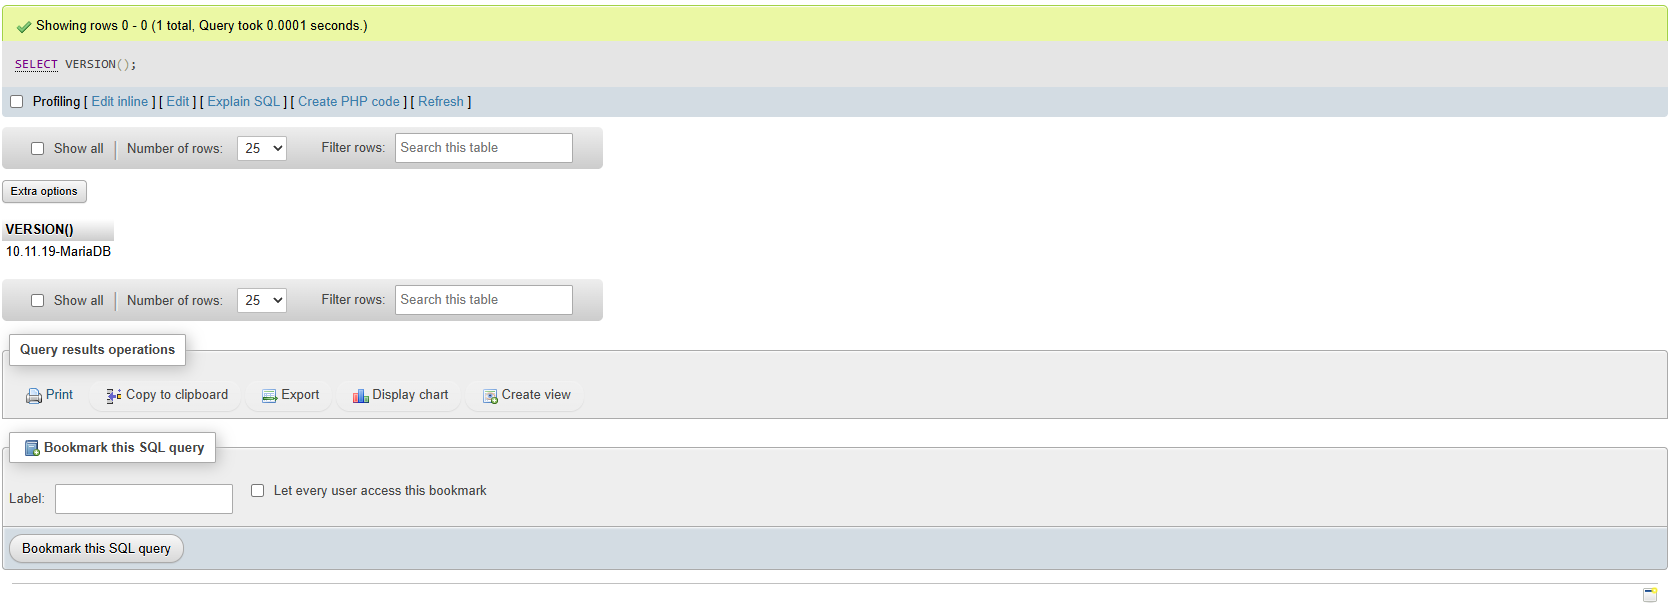 Showing rows 0 - 0 (1 total, Query took 0.0001 seconds.)
SELECT VERSION();
Profiling [ Edit inline ] [ Edit ] [ Explain SQL ] [ Create PHP code ] [ Refresh ]
Show all Number of rows: 25 Filter rows: Search this table
Extra options
VERSION()
10.11.19-MariaDB
Show all Number of rows: 25 Filter rows: Search this table
Query results operations
Print Copy to clipboard Export Display chart Create view
Bookmark this SQL query
Label: Let every user access this bookmark
Bookmark this SQL query